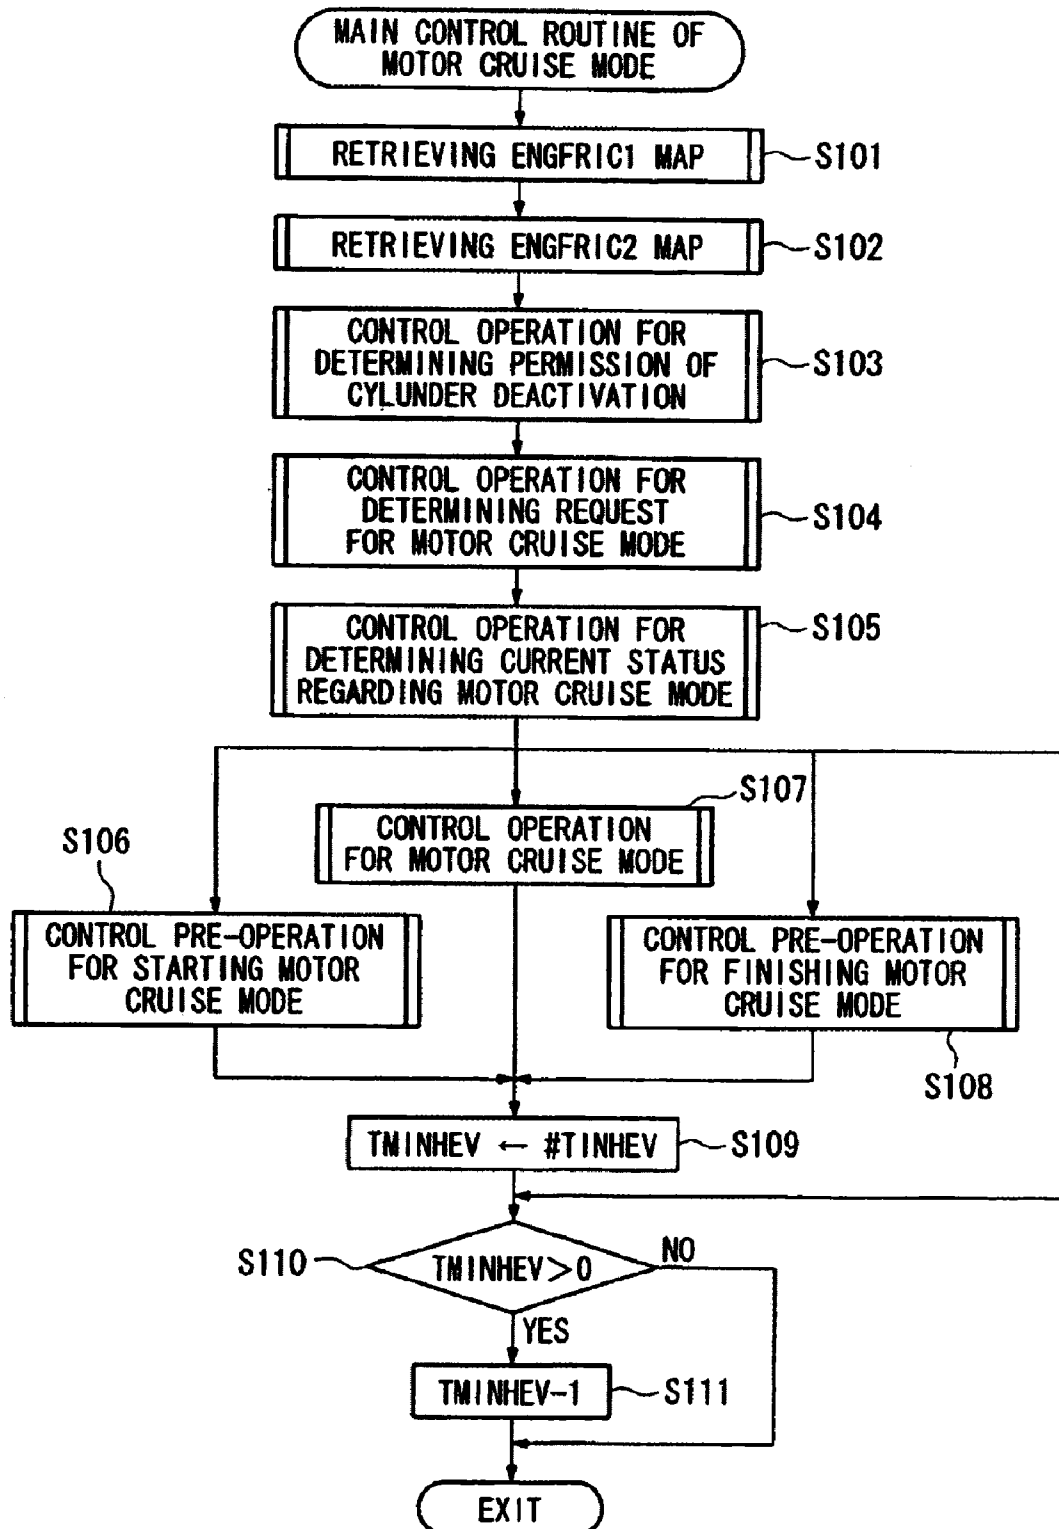 MAIN CONTROL ROUTINE OF
MOTOR CRUISE MODE
RETRIEVING ENGFRIC1 MAP
S101
RETRIEVING ENGFRIC2 MAP
S102
CONTROL OPERATION FOR
DETERMINING PERMISSION OF
CYLUNDER DEACTIVATION
S103
CONTROL OPERATION FOR
DETERMINING REQUEST
FOR MOTOR CRUISE MODE
S104
CONTROL OPERATION FOR
DETERMINING CURRENT STATUS
REGARDING MOTOR CRUISE MODE
S105
S107
CONTROL OPERATION
FOR MOTOR CRUISE MODE
S106
CONTROL PRE-OPERATION
FOR STARTING MOTOR
CRUISE MODE
CONTROL PRE-OPERATION
FOR FINISHING MOTOR
CRUISE MODE
S108
TMINHEV ← #TINHEV
S109
S110
TMINHEV>0
NO
YES
TMINHEV-1
S111
EXIT